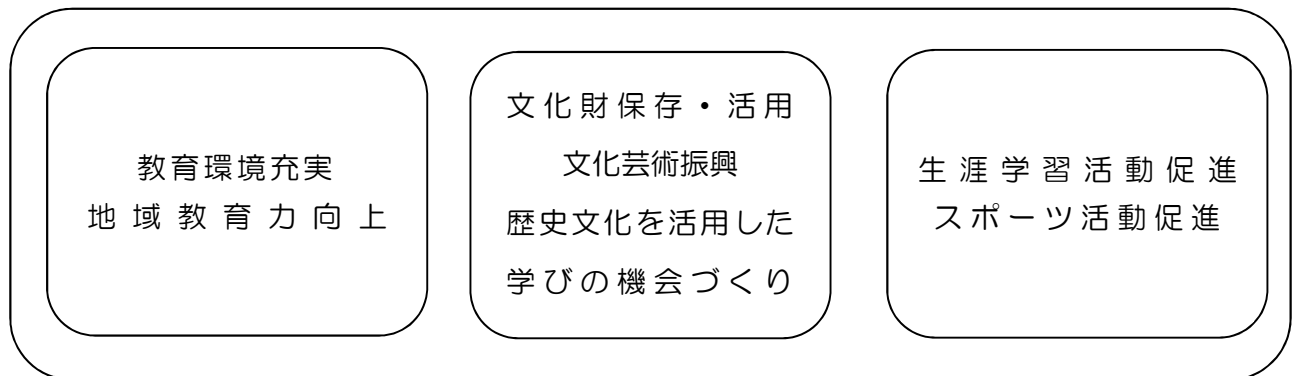 教育環境充実
地域教育力向上
文化財保存・活用
文化芸術振興
歴史文化を活用した
学びの機会づくり
生涯学習活動促進
スポーツ活動促進